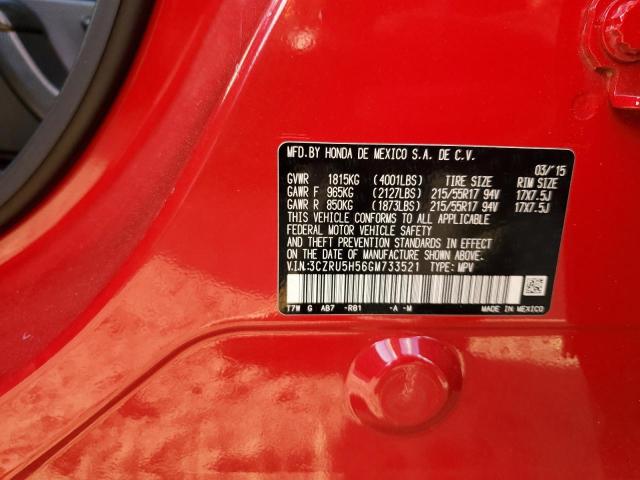 MFD.BY HONDA DE MEXICO S.A. DE C.V.
03/'15
GVWR 1815KG (4001LBS) TIRE SIZE RIM SIZE
GAWR F 965KG (2127LBS) 215/55R17 94V 17X7.5J
GAWR R 850KG (1873LBS) 215/55R17 94V 17X7.5J
THIS VEHICLE CONFORMS TO ALL APPLICABLE
FEDERAL MOTOR VEHICLE SAFETY
AND THEFT PREVENTION STANDARDS IN EFFECT
ON THE DATE OF MANUFACTURE SHOWN ABOVE.
V.I.N.:3CZRU5H56GM733521 TYPE: MPV
T7W G AB7 -R81 -A -M MADE IN MEXICO